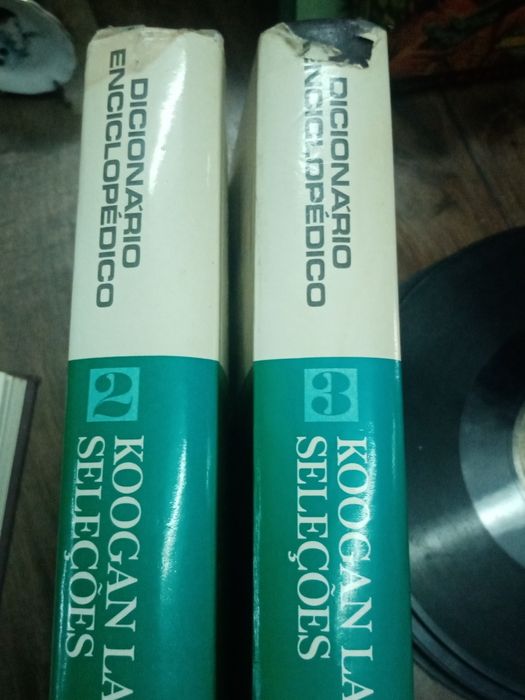 DICIONÁRIO
ENCICLOPÉDICO
2
KOOGAN LA
SELEÇÕES
DICIONÁRIO
ENCICLOPÉDICO
3
KOOGAN LA
SELEÇÕES